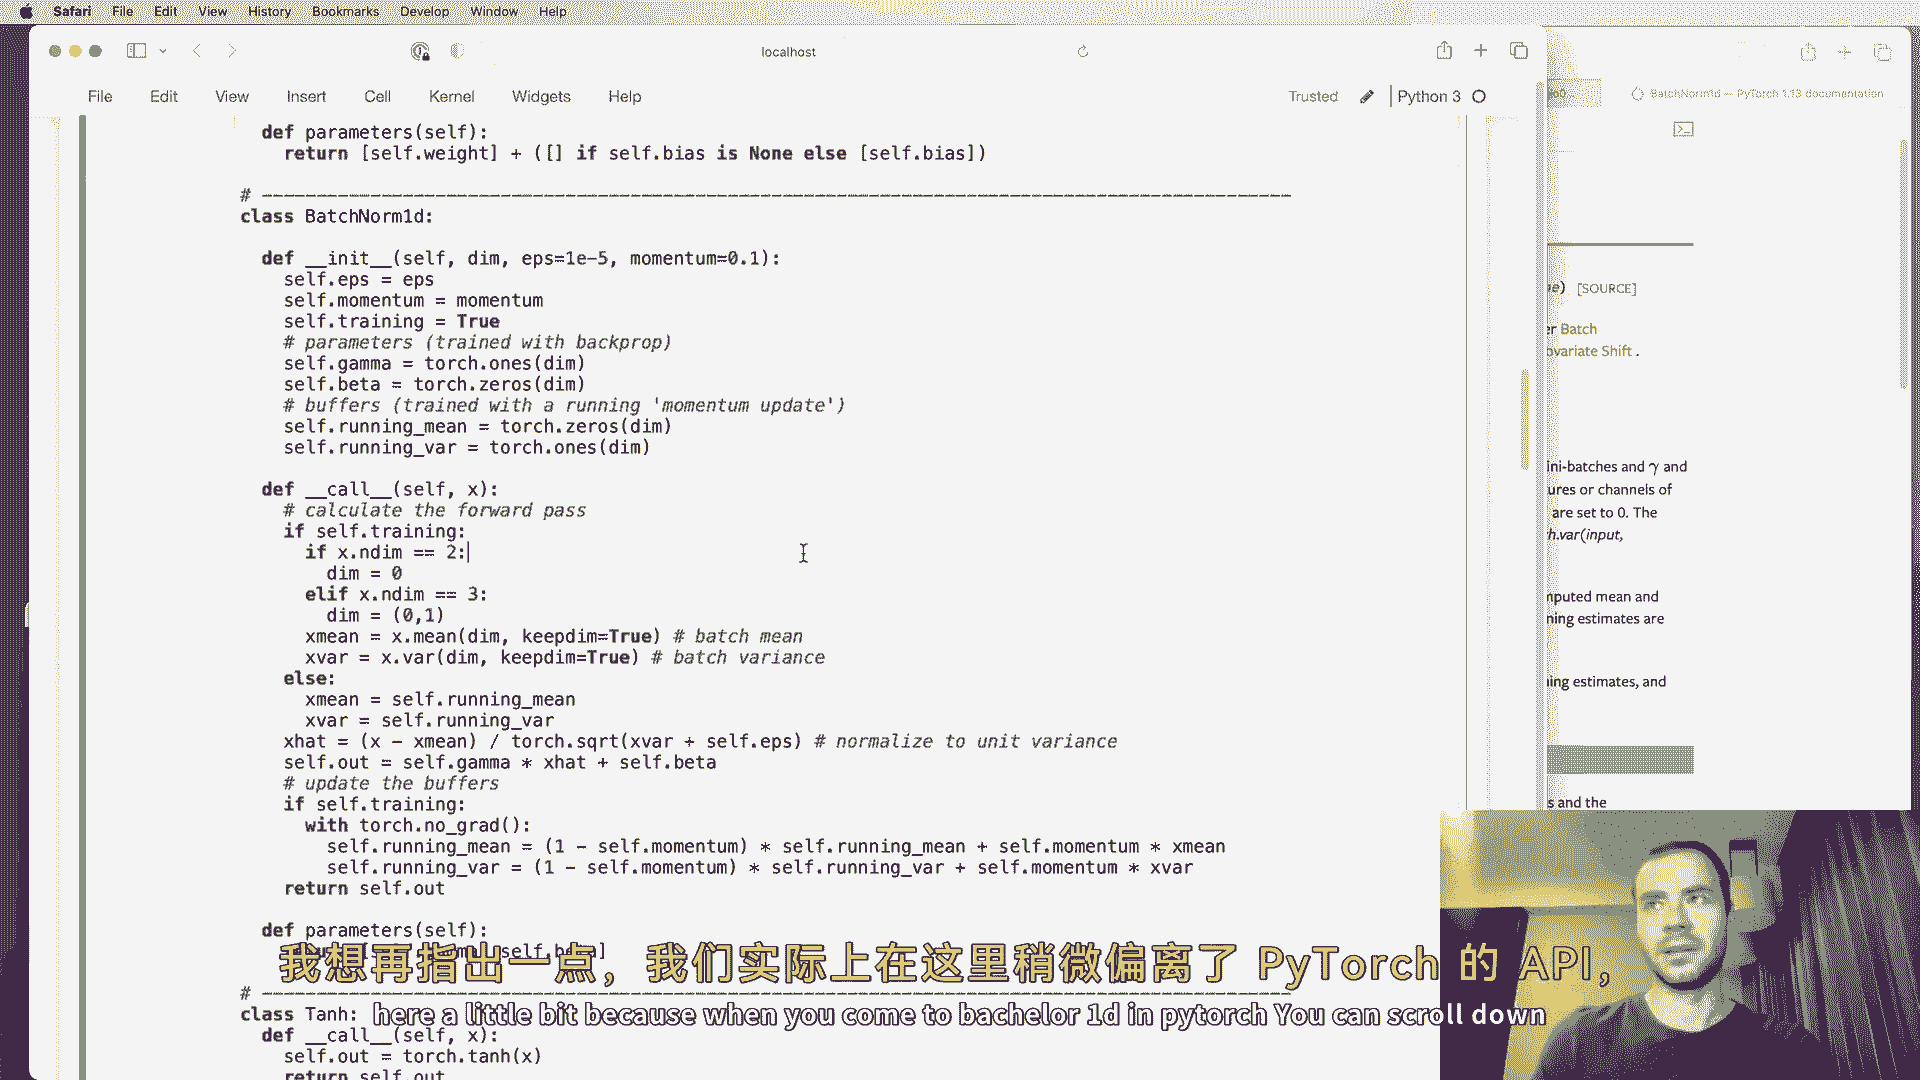 Safari File Edit View History Bookmarks Develop Window Help
localhost
File Edit View Insert Cell Kernel Widgets Help Trusted Python 3
BatchNorm1d — PyTorch 1.13 documentation
def parameters(self):
return [self.weight] + ([] if self.bias is None else [self.bias])
# ----------------------------------------------------------------------------------------------
class BatchNorm1d:
def __init__(self, dim, eps=1e-5, momentum=0.1):
self.eps = eps
self.momentum = momentum
self.training = True
# parameters (trained with backprop)
self.gamma = torch.ones(dim)
self.beta = torch.zeros(dim)
# buffers (trained with a running 'momentum update')
self.running_mean = torch.zeros(dim)
self.running_var = torch.ones(dim)
def __call__(self, x):
# calculate the forward pass
if self.training:
if x.ndim == 2:
dim = 0
elif x.ndim == 3:
dim = (0,1)
xmean = x.mean(dim, keepdim=True) # batch mean
xvar = x.var(dim, keepdim=True) # batch variance
else:
xmean = self.running_mean
xvar = self.running_var
xhat = (x - xmean) / torch.sqrt(xvar + self.eps) # normalize to unit variance
self.out = self.gamma * xhat + self.beta
# update the buffers
if self.training:
with torch.no_grad():
self.running_mean = (1 - self.momentum) * self.running_mean + self.momentum * xmean
self.running_var = (1 - self.momentum) * self.running_var + self.momentum * xvar
return self.out
def parameters(self):
# ----------------------------------------------------------------------------------------------
class Tanh:
def __call__(self, x):
self.out = torch.tanh(x)
return self.out
[SOURCE]
er Batch
ovariate Shift .
ini-batches and γ and
ures or channels of
are set to 0. The
h.var(input,
mputed mean and
ning estimates are
ning estimates, and
s and the
我想再指出一点，我们实际上在这里稍微偏离了 PyTorch 的 API，
here a little bit because when you come to bachelor 1d in pytorch You can scroll down